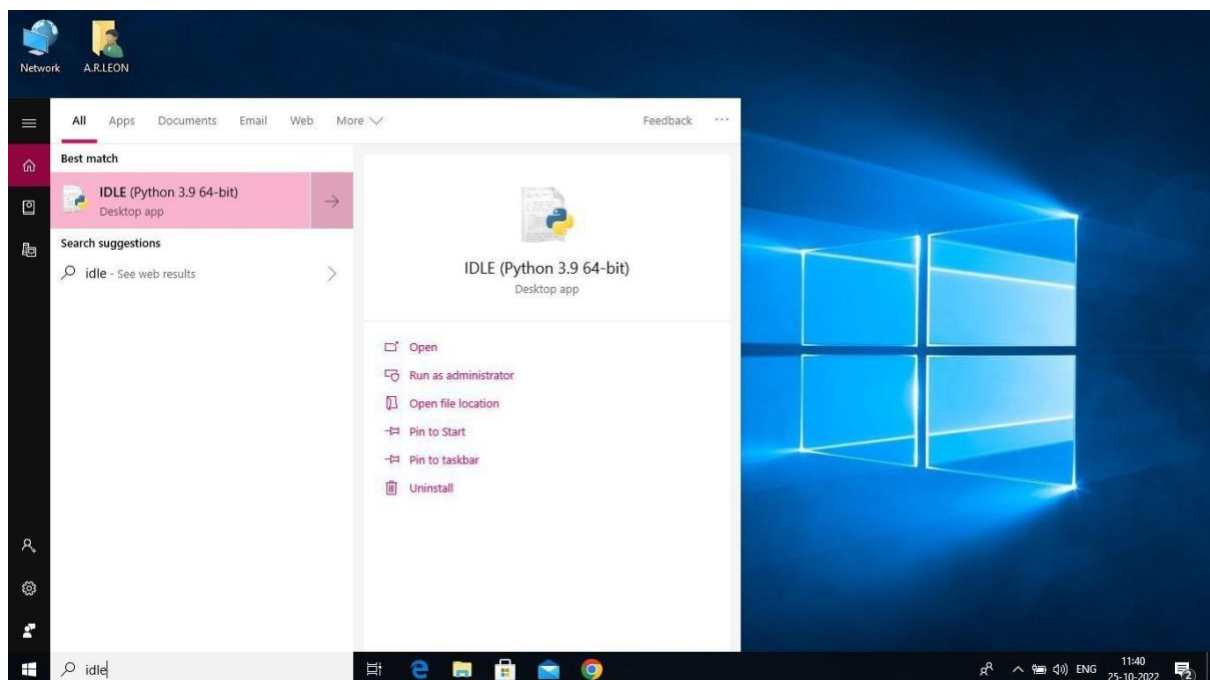 Network
A.R.LEON
All Apps Documents Email Web More Feedback ...
Best match
IDLE (Python 3.9 64-bit)
Desktop app
Search suggestions
idle - See web results
IDLE (Python 3.9 64-bit)
Desktop app
Open
Run as administrator
Open file location
Pin to Start
Pin to taskbar
Uninstall
idle
ENG
11:40
25-10-2022
2